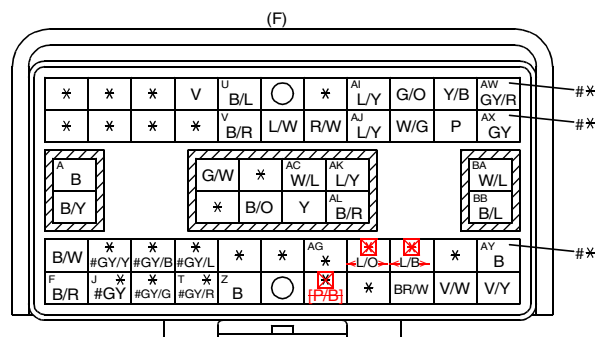 (F)
* * * V U B/L ○ * AI L/Y G/O Y/B AW GY/R #*
* * * * V B/R L/W R/W AJ L/Y W/G P AX GY #*
A B G/W * AC W/L AK L/Y BA W/L
B/Y * B/O Y AL B/R BB B/L
B/W * #GY/Y * #GY/B * #GY/L * * AG * * <L/O> * <L/B> * AY B #*
F B/R J * #GY * #GY/G T * #GY/R Z B ○ * [P/B] * BR/W V/W V/Y